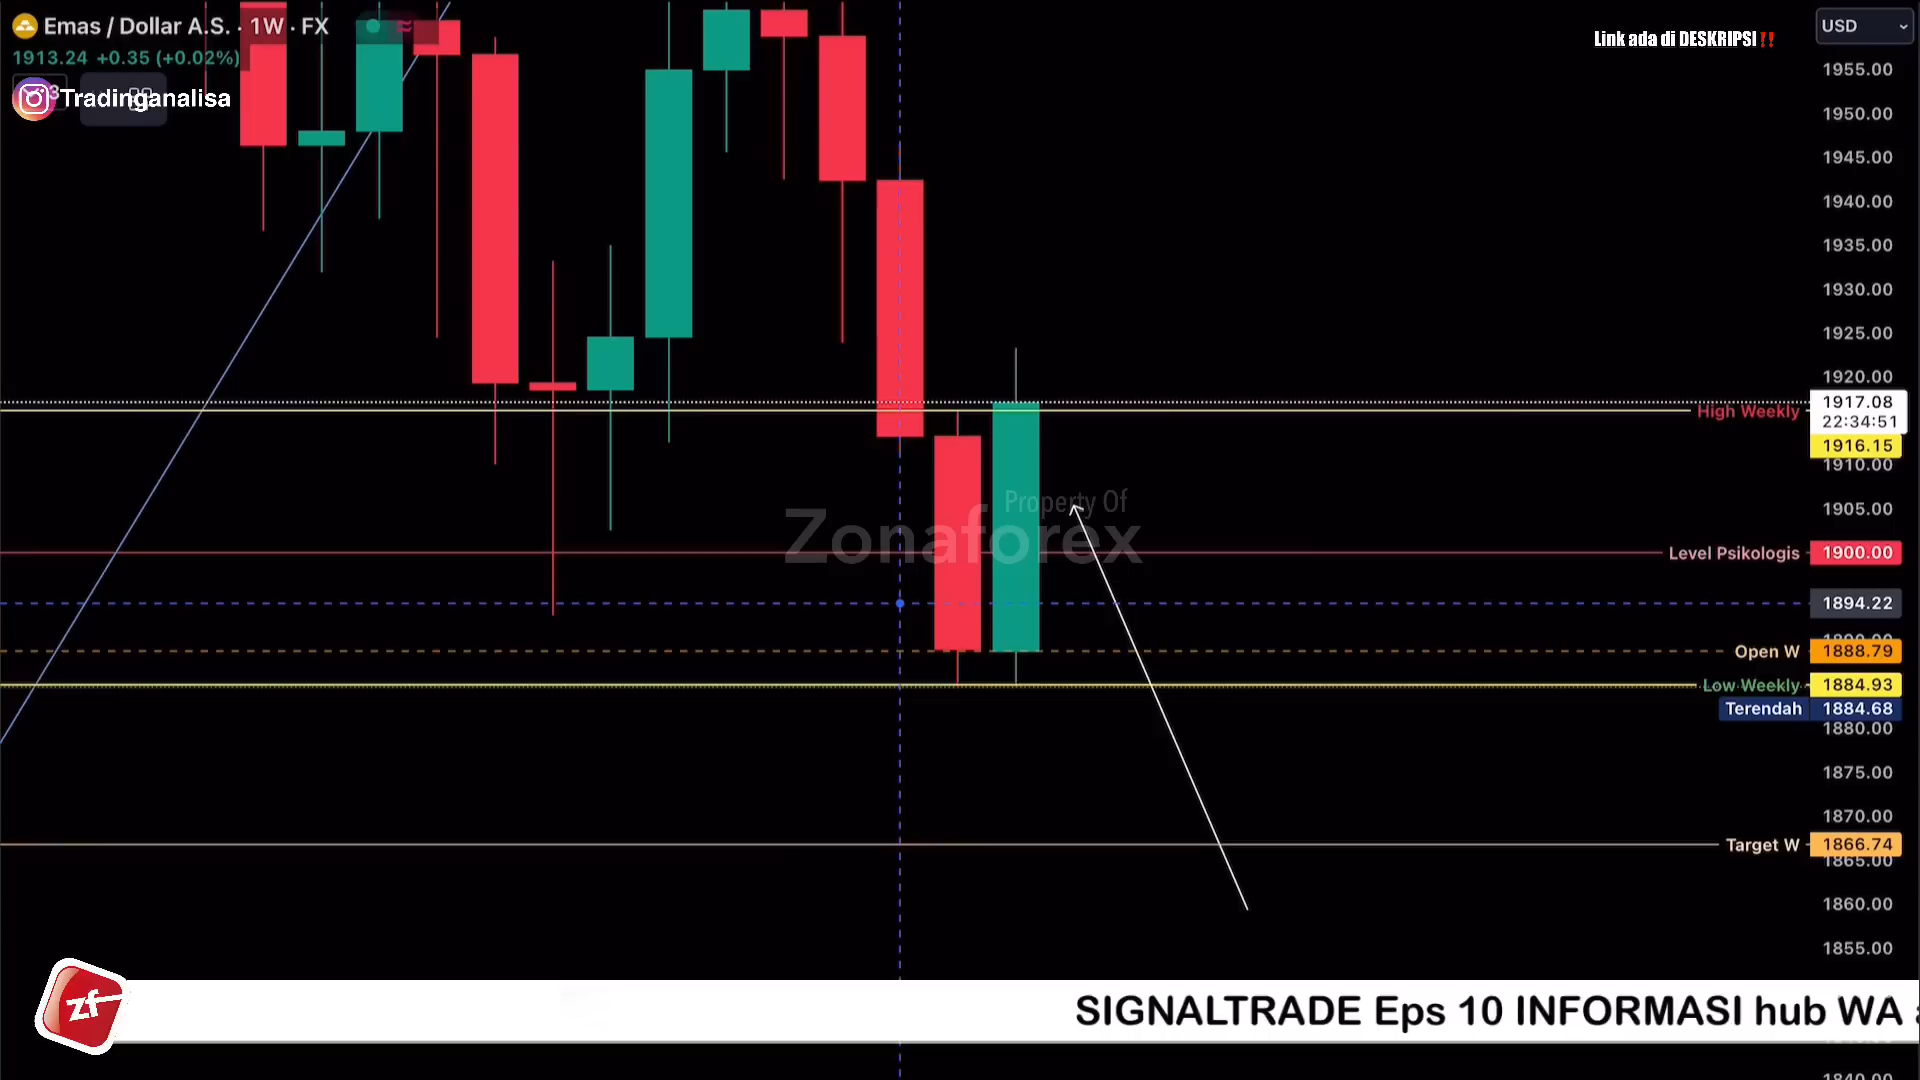 Emas / Dollar A.S. · 1W · FX
1913.24 +0.35 (+0.02%)
Tradinganalisa
Link ada di DESKRIPSI‼️
USD
1955.00
1950.00
1945.00
1940.00
1935.00
1930.00
1925.00
1920.00
1917.08
22:34:51
High Weekly
1916.15
1910.00
1905.00
Property Of
Zonaforex
Level Psikologis 1900.00
1894.22
Open W 1888.79
Low Weekly 1884.93
Terendah 1884.68
1880.00
1875.00
1870.00
Target W 1866.74
1865.00
1860.00
1855.00
zf
SIGNALTRADE Eps 10 INFORMASI hub WA